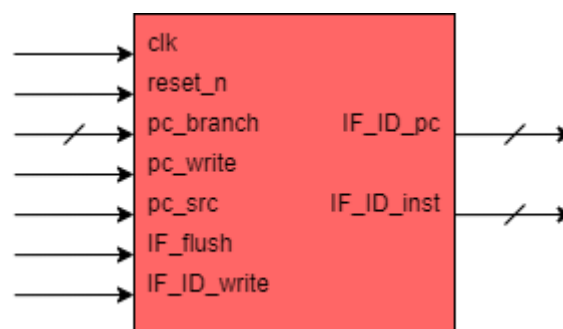 clk
reset_n
pc_branch
IF_ID_pc
pc_write
pc_src
IF_ID_inst
IF_flush
IF_ID_write